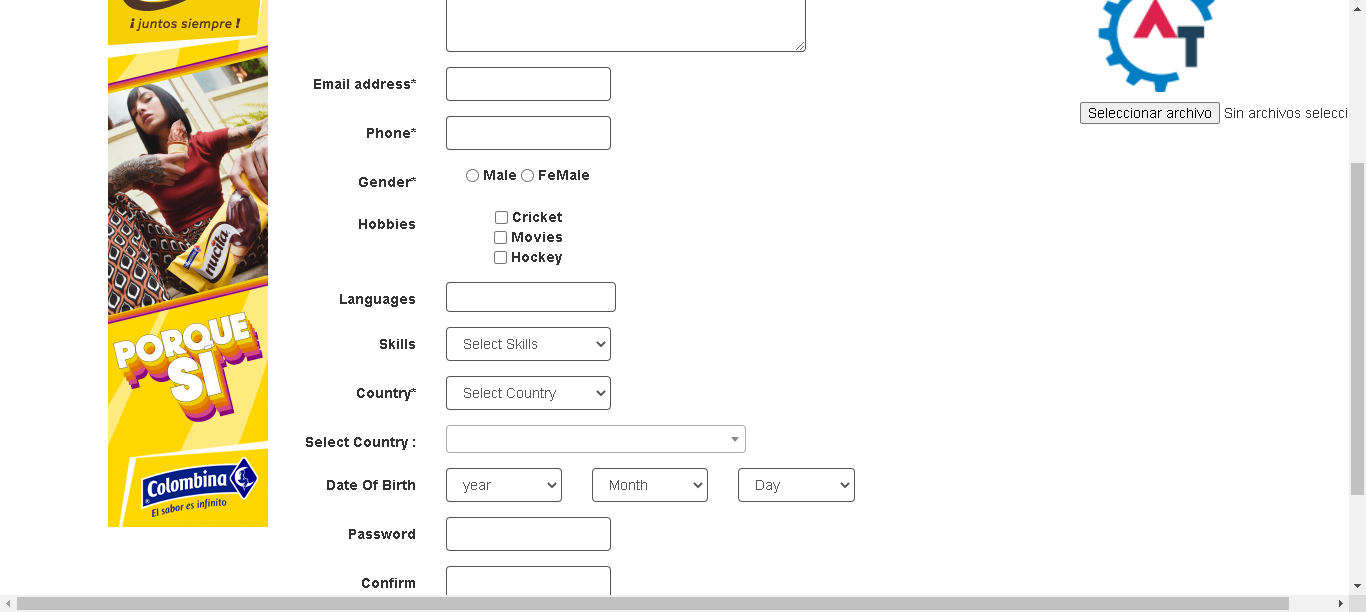 ¡juntos siempre!
nucita
PORQUE
SÍ
Colombina
El sabor es infinito
AT
Seleccionar archivo Sin archivos selecci
Email address*
Phone*
Gender* Male FeMale
Hobbies Cricket
Movies
Hockey
Languages
Skills Select Skills
Country* Select Country
Select Country :
Date Of Birth year Month Day
Password
Confirm